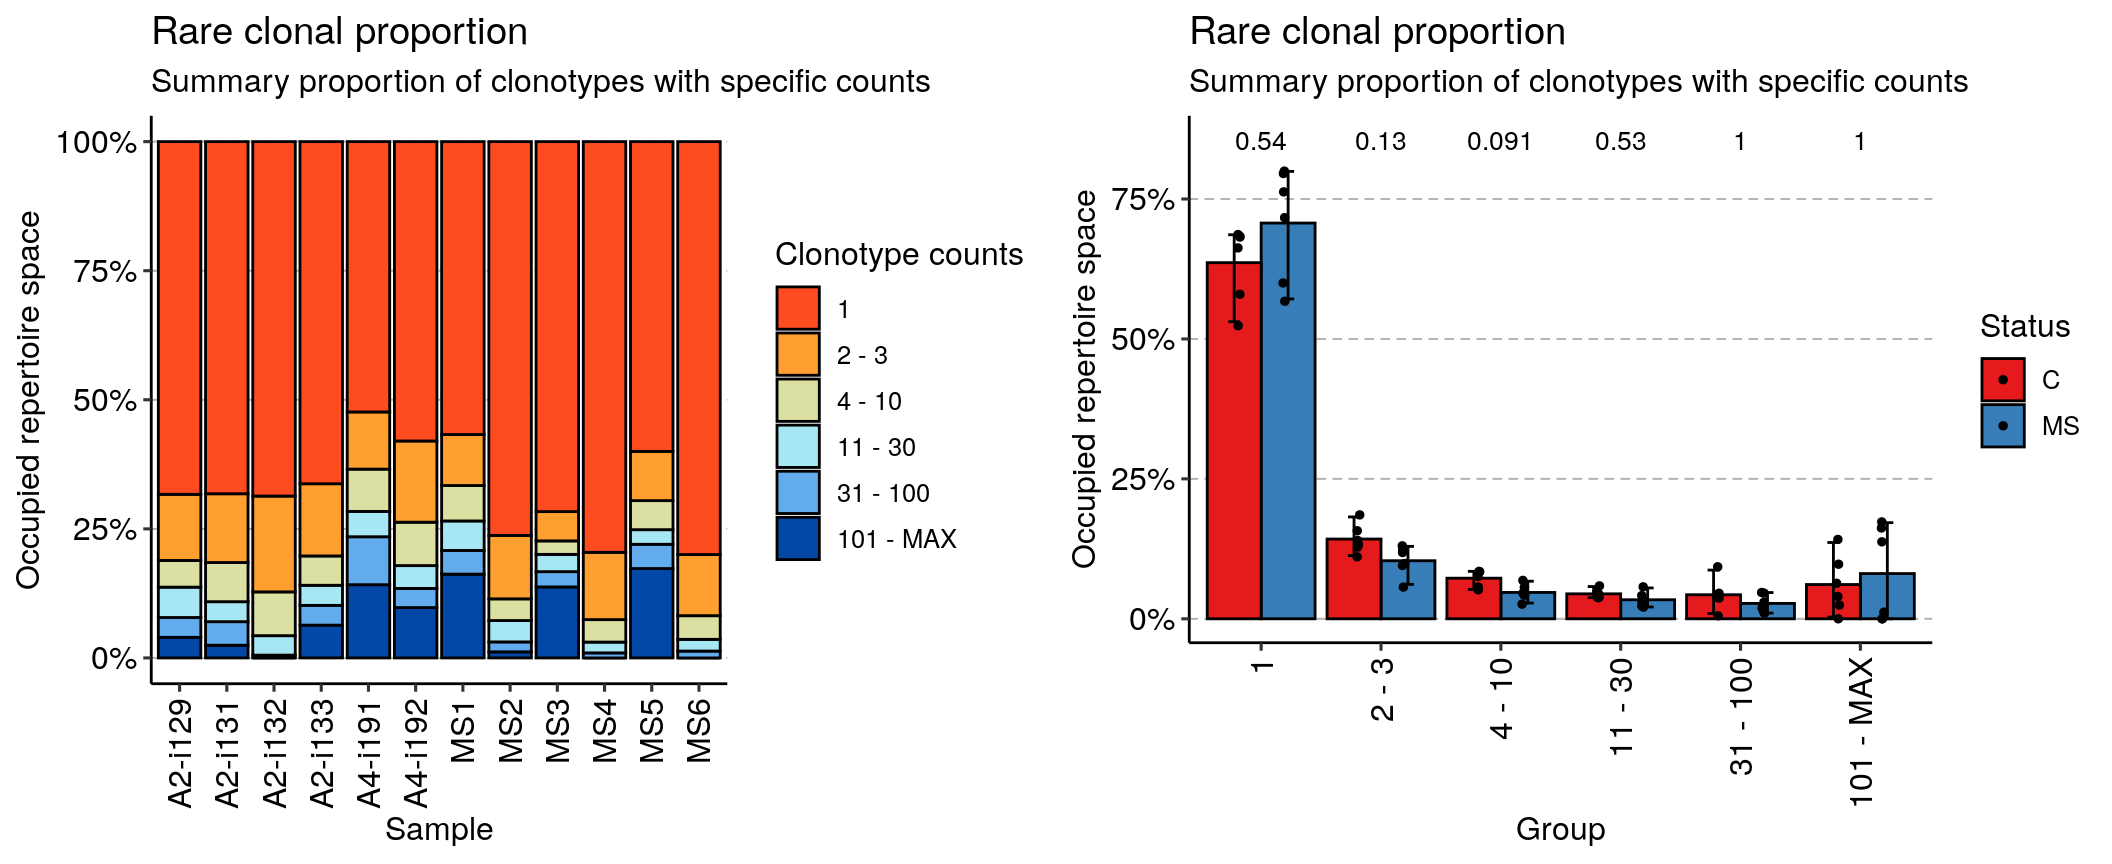 Rare clonal proportion
Summary proportion of clonotypes with specific counts
Occupied repertoire space
100%
75%
50%
25%
0%
A2-i129
A2-i131
A2-i132
A2-i133
A4-i191
A4-i192
MS1
MS2
MS3
MS4
MS5
MS6
Sample
Clonotype counts
1
2 - 3
4 - 10
11 - 30
31 - 100
101 - MAX
Rare clonal proportion
Summary proportion of clonotypes with specific counts
0.54 0.13 0.091 0.53 1 1
Occupied repertoire space
75%
50%
25%
0%
1
2 - 3
4 - 10
11 - 30
31 - 100
101 - MAX
Group
Status
C
MS